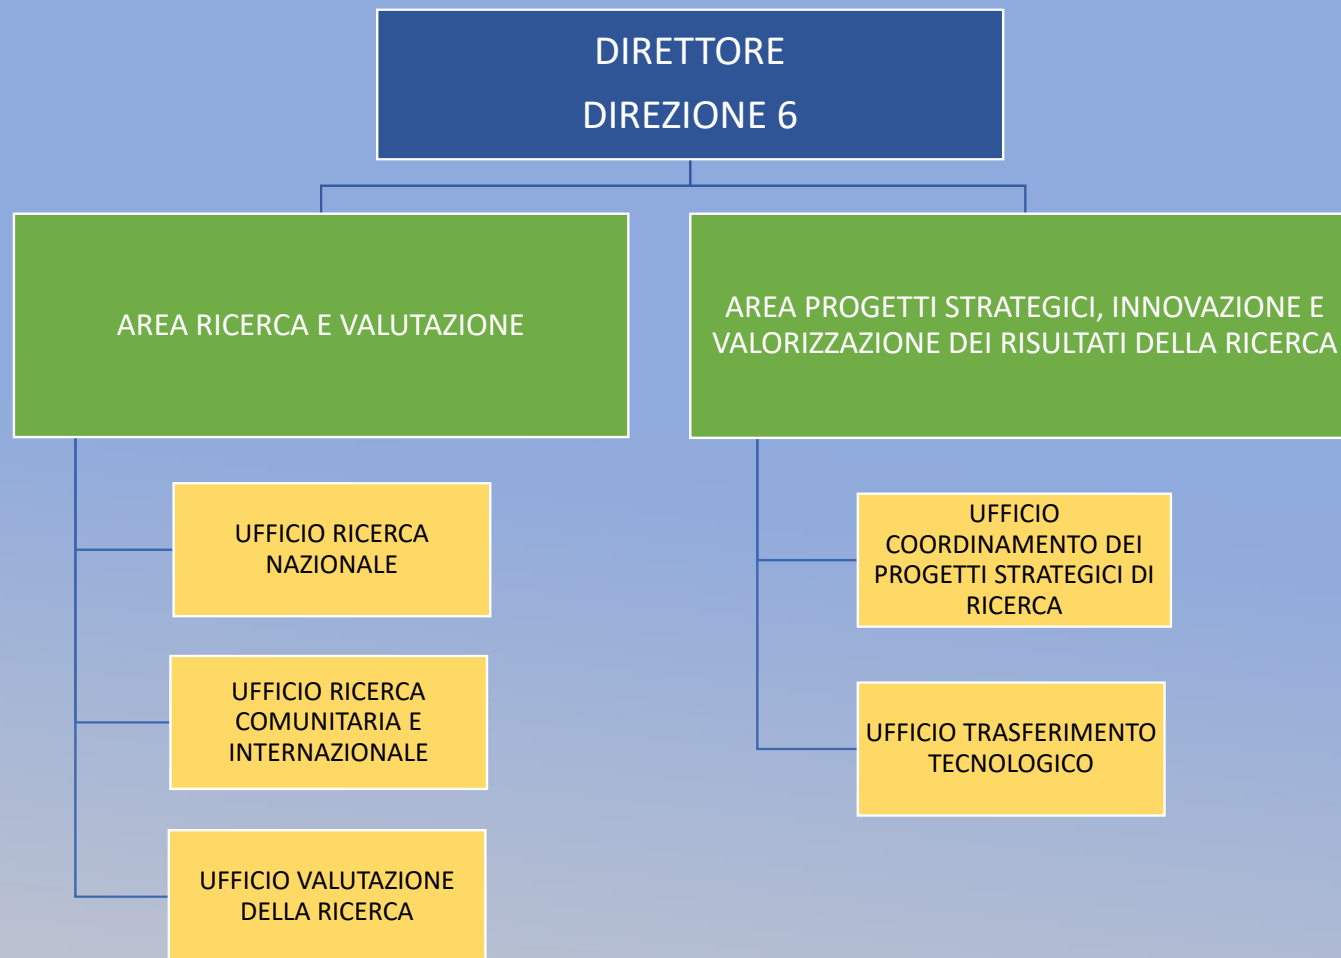 DIRETTORE
DIREZIONE 6
AREA RICERCA E VALUTAZIONE
AREA PROGETTI STRATEGICI, INNOVAZIONE E
VALORIZZAZIONE DEI RISULTATI DELLA RICERCA
UFFICIO RICERCA
NAZIONALE
UFFICIO RICERCA
COMUNITARIA E
INTERNAZIONALE
UFFICIO VALUTAZIONE
DELLA RICERCA
UFFICIO
COORDINAMENTO DEI
PROGETTI STRATEGICI DI
RICERCA
UFFICIO TRASFERIMENTO
TECNOLOGICO